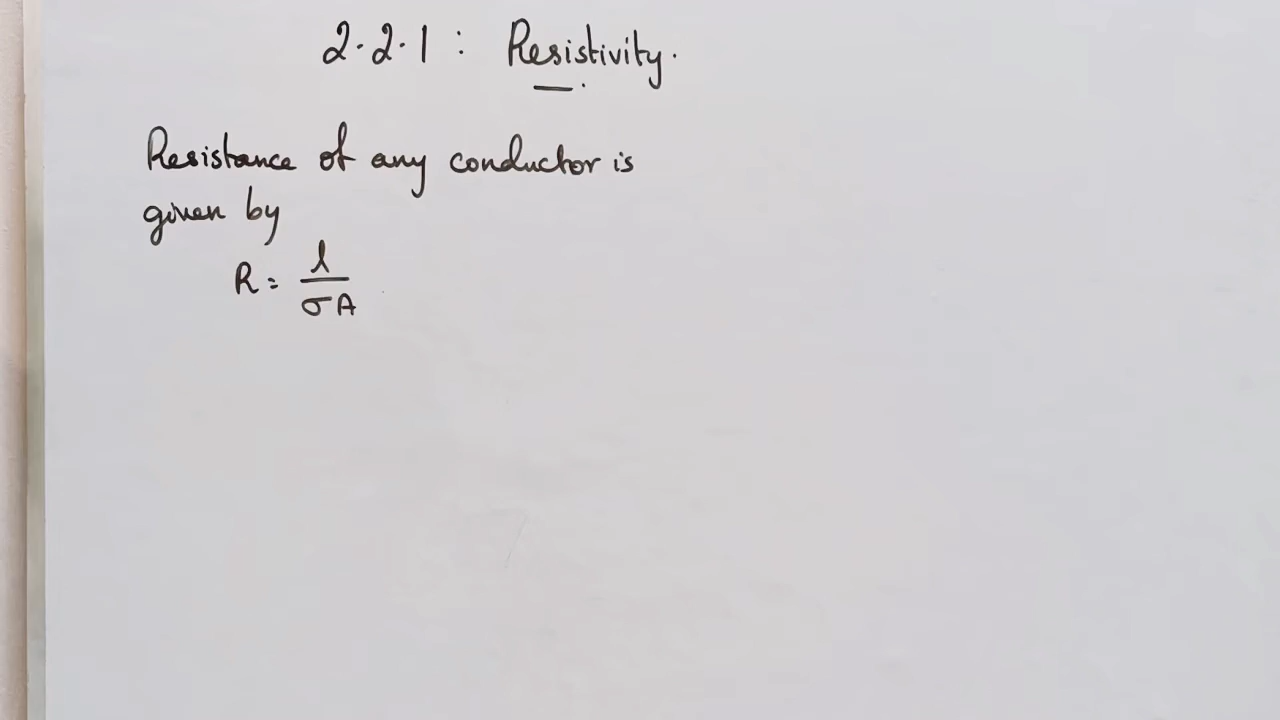 2.2.1 : Resistivity.
Resistance of any conductor is
given by
R = l / σA